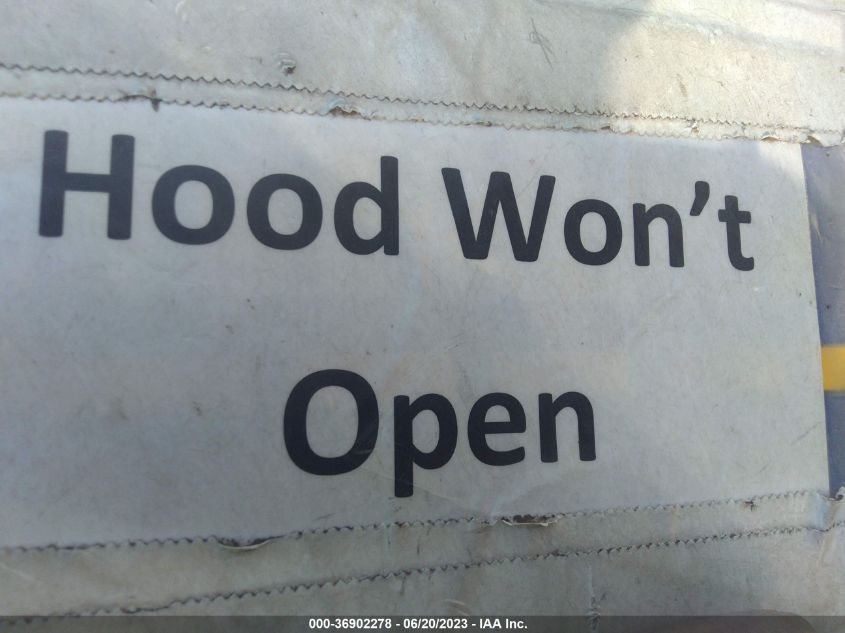 Hood Won’t
Open
000-36902278 / 06/20/2023 - IAA Inc.